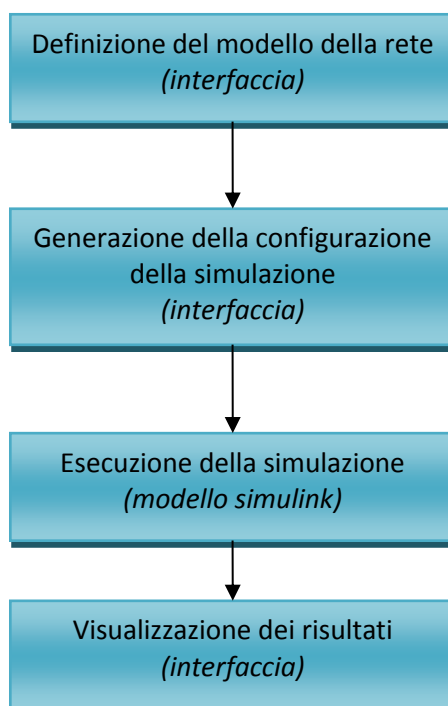 Definizione del modello della rete
(interfaccia)
Generazione della configurazione
della simulazione
(interfaccia)
Esecuzione della simulazione
(modello simulink)
Visualizzazione dei risultati
(interfaccia)